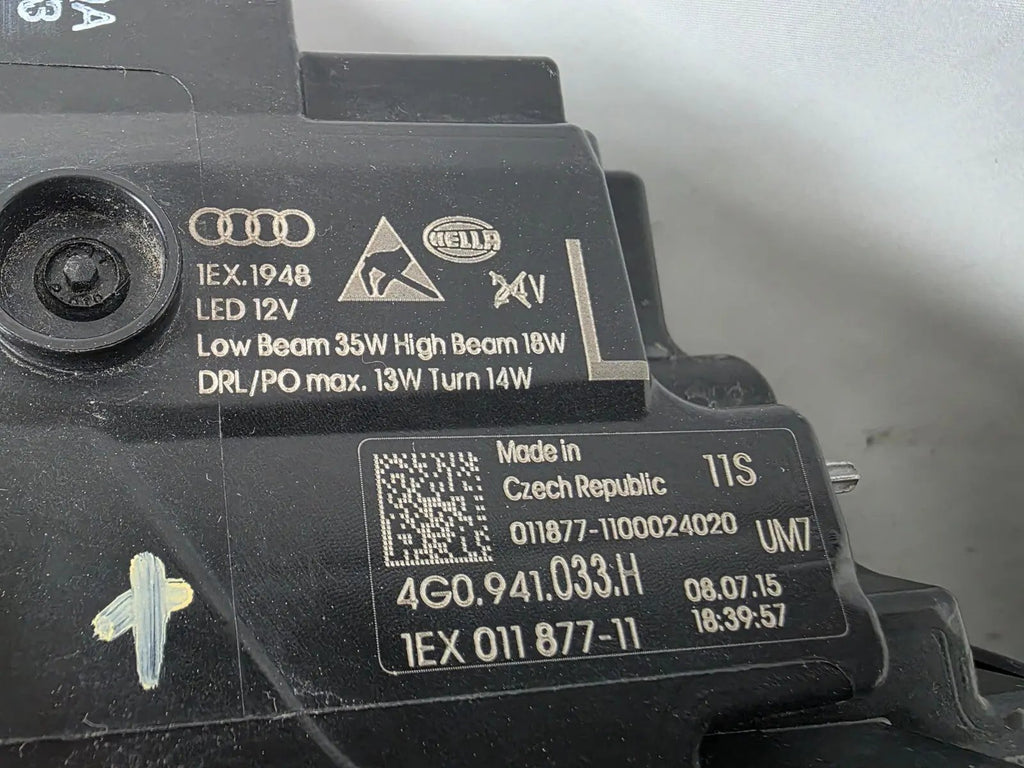 HELLA
1EX.1948
24V
LED 12V
Low Beam 35W High Beam 18W
DRL/PO max. 13W Turn 14W
L
Made in
Czech Republic
11S
011877-1100024020
UM7
4G0.941.033.H
08.07.15
18:39:57
1EX 011 877-11